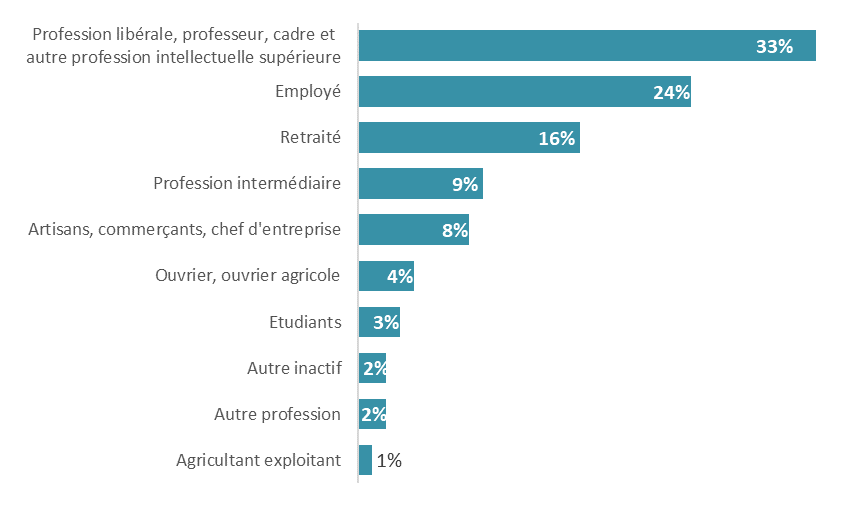 Profession libérale, professeur, cadre et
autre profession intellectuelle supérieure
33%
Employé
24%
Retraité
16%
Profession intermédiaire
9%
Artisans, commerçants, chef d'entreprise
8%
Ouvrier, ouvrier agricole
4%
Etudiants
3%
Autre inactif
2%
Autre profession
2%
Agricultant exploitant
1%